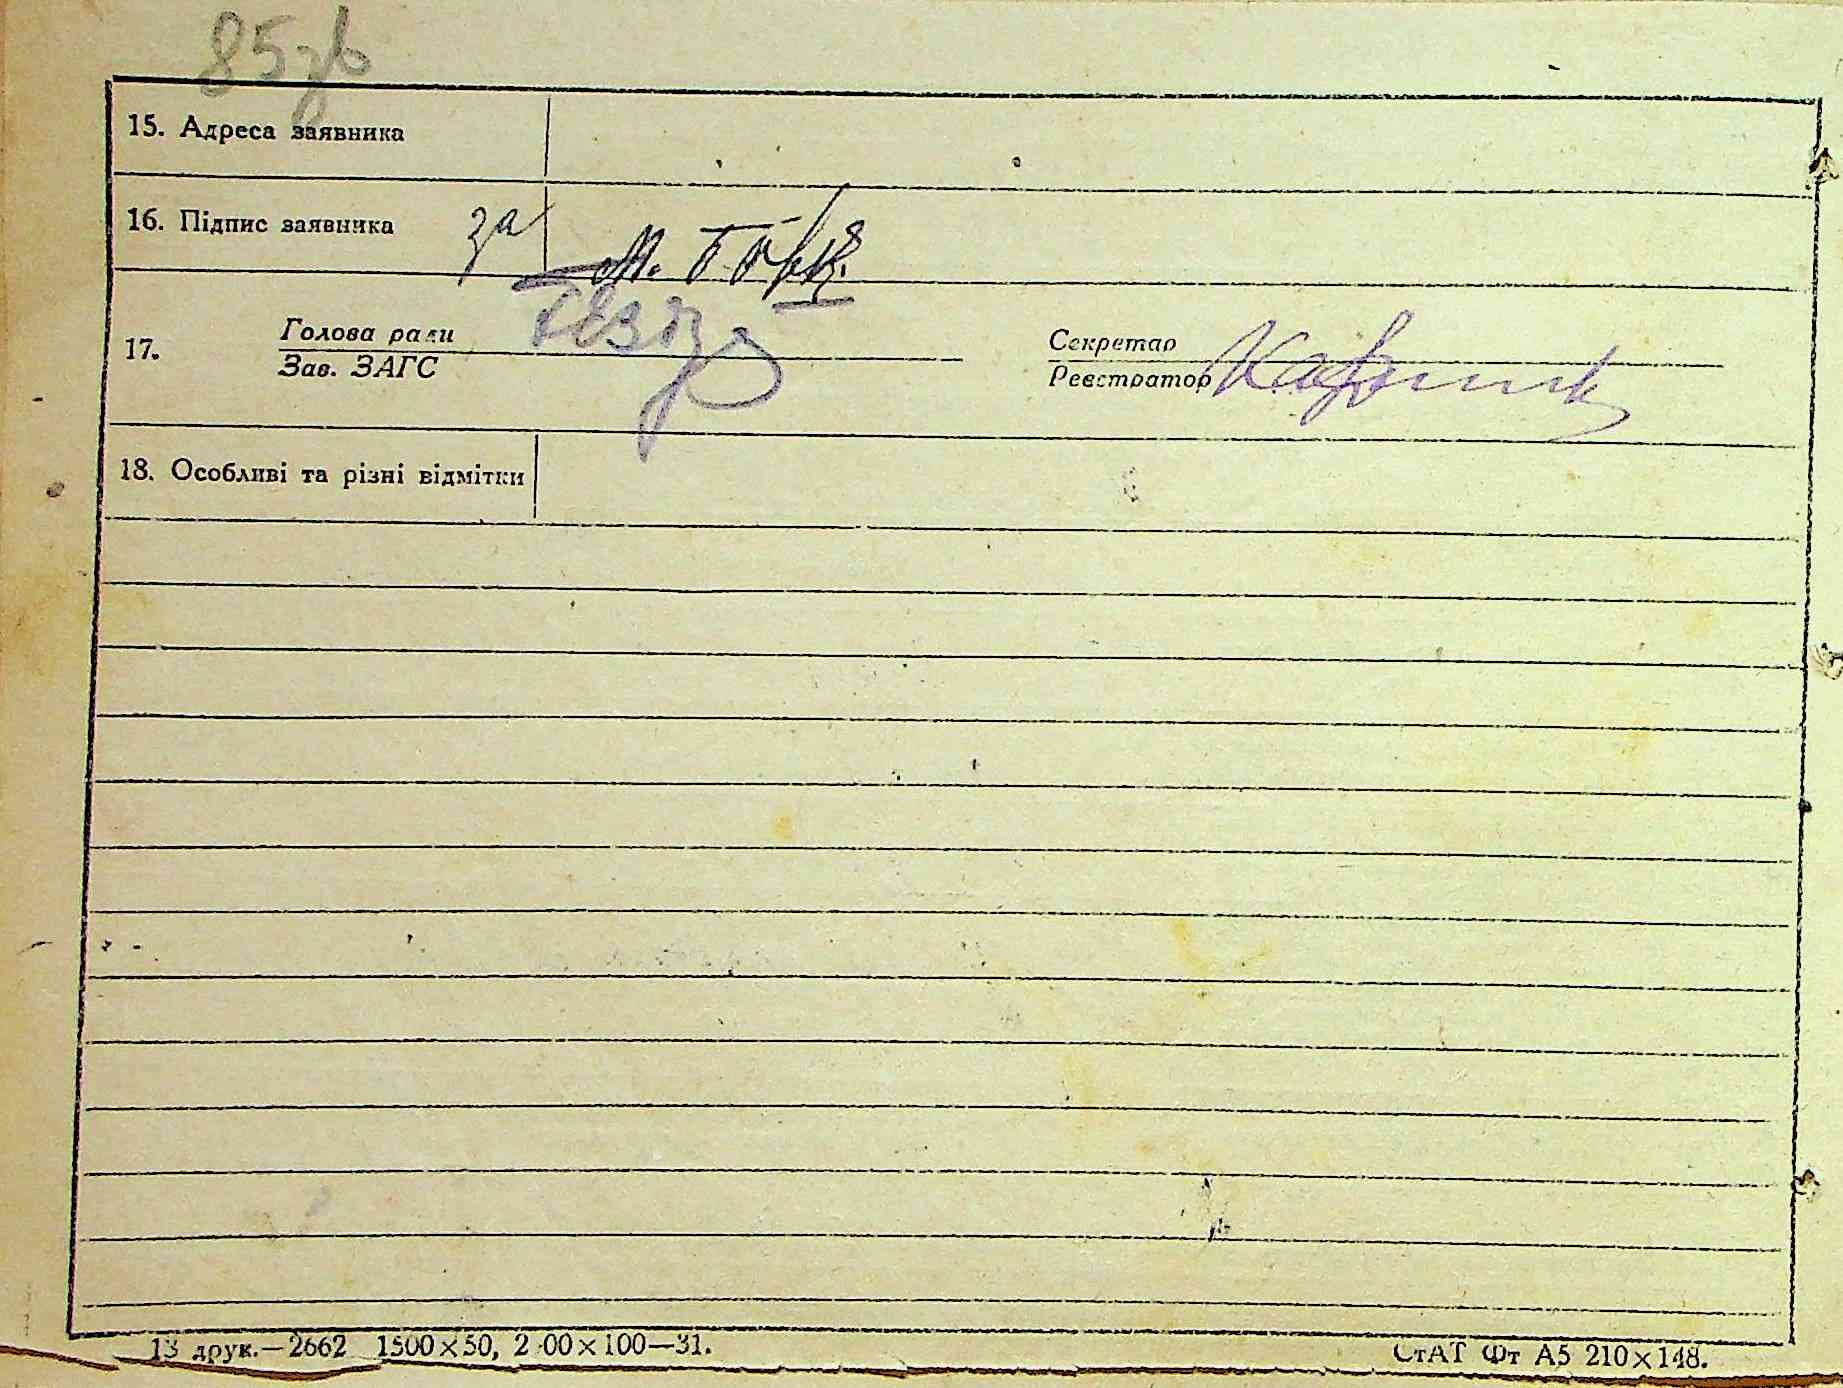 85зв
15. Адреса заявника
16. Підпис заявника за
17. Голова ради Секретар
Зав. ЗАГС Реєстратор
18. Особливі та різні відмітки
13 друк.—2662 1500×50, 2 00×100—31. СтАТ Фт А5 210×148.